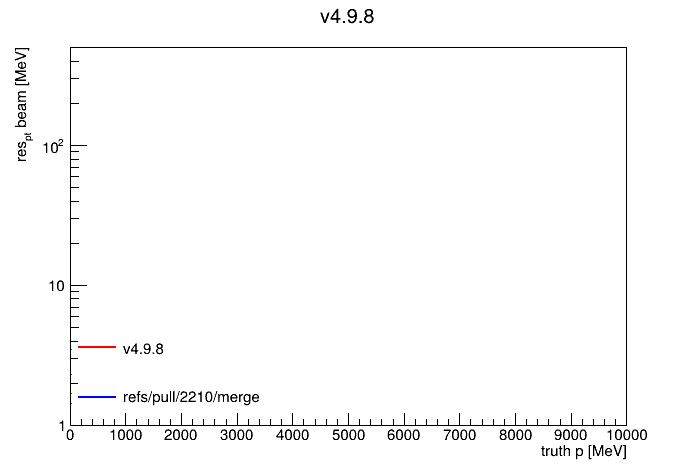 v4.9.8
res_pt beam [MeV]
10^2
10
1
v4.9.8
refs/pull/2210/merge
0 1000 2000 3000 4000 5000 6000 7000 8000 9000 10000
truth p [MeV]